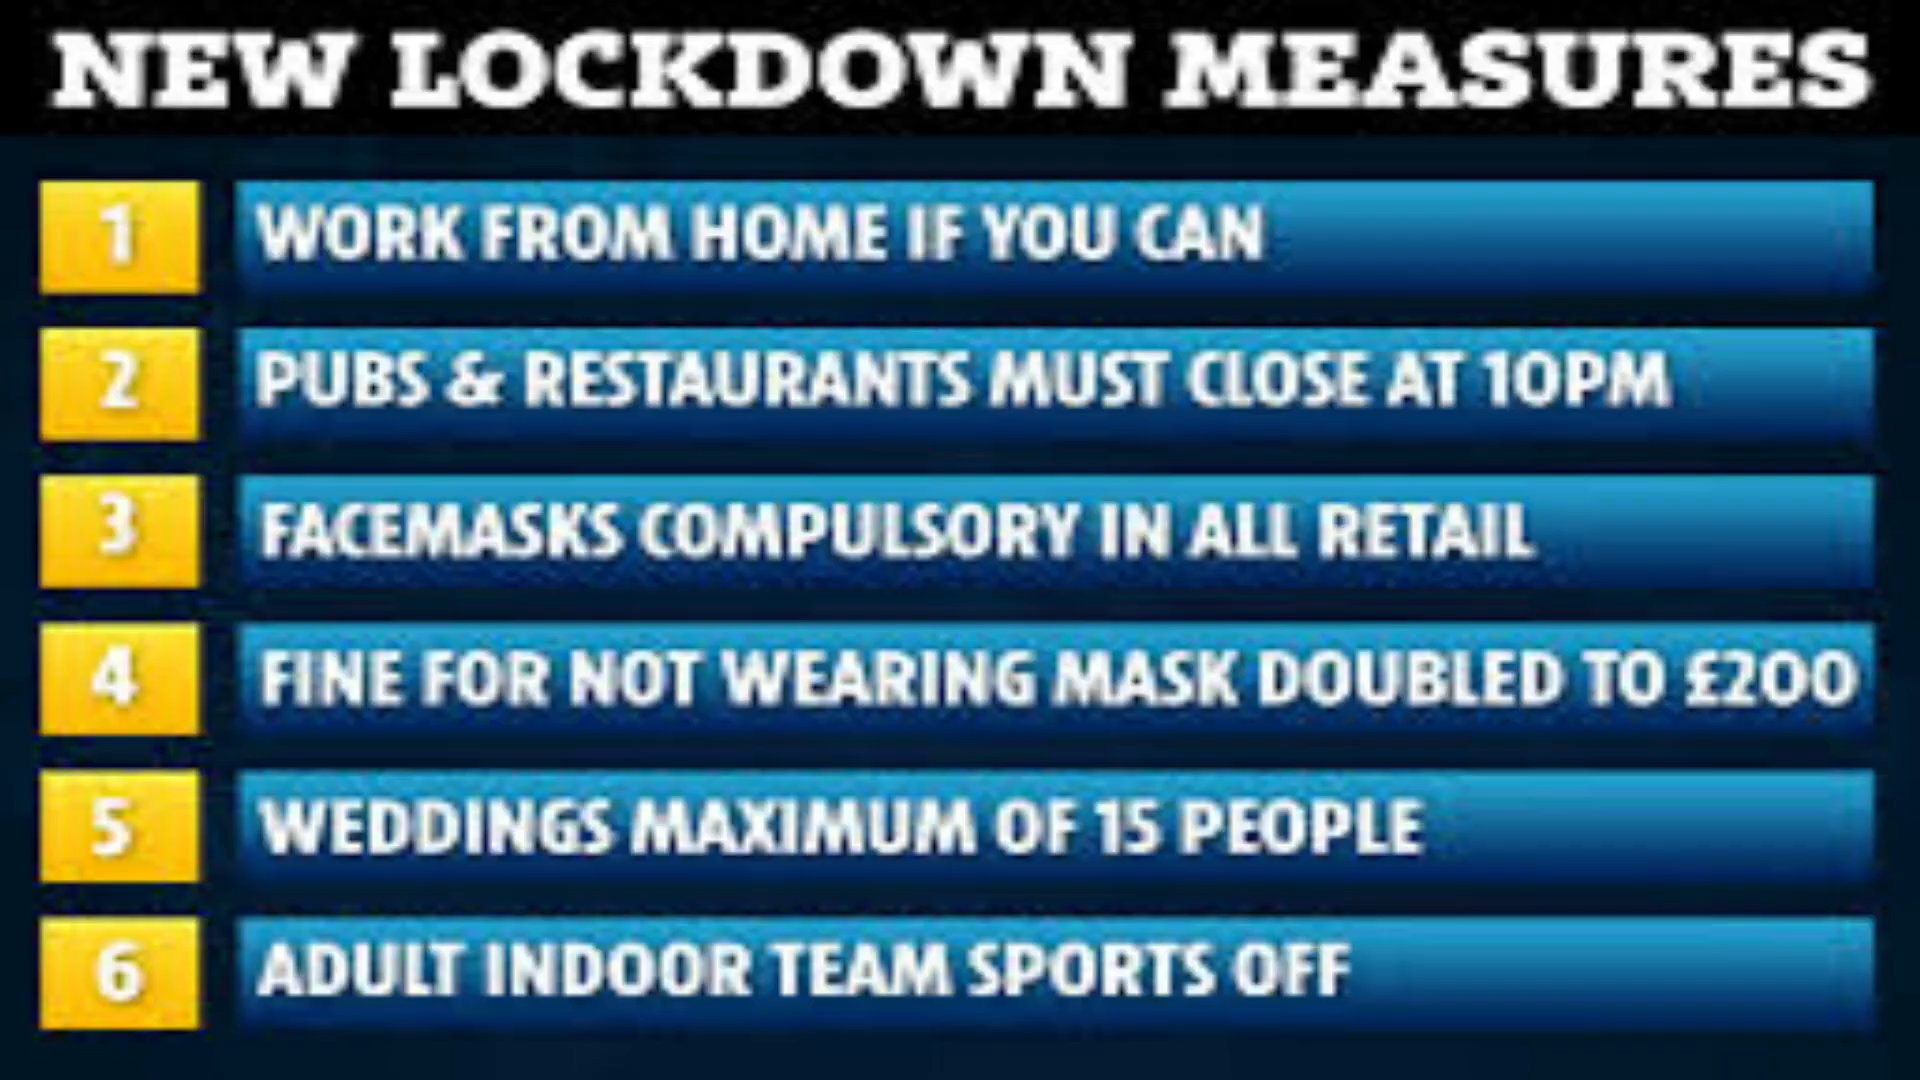 NEW LOCKDOWN MEASURES
1 WORK FROM HOME IF YOU CAN
2 PUBS & RESTAURANTS MUST CLOSE AT 10PM
3 FACEMASKS COMPULSORY IN ALL RETAIL
4 FINE FOR NOT WEARING MASK DOUBLED TO £200
5 WEDDINGS MAXIMUM OF 15 PEOPLE
6 ADULT INDOOR TEAM SPORTS OFF